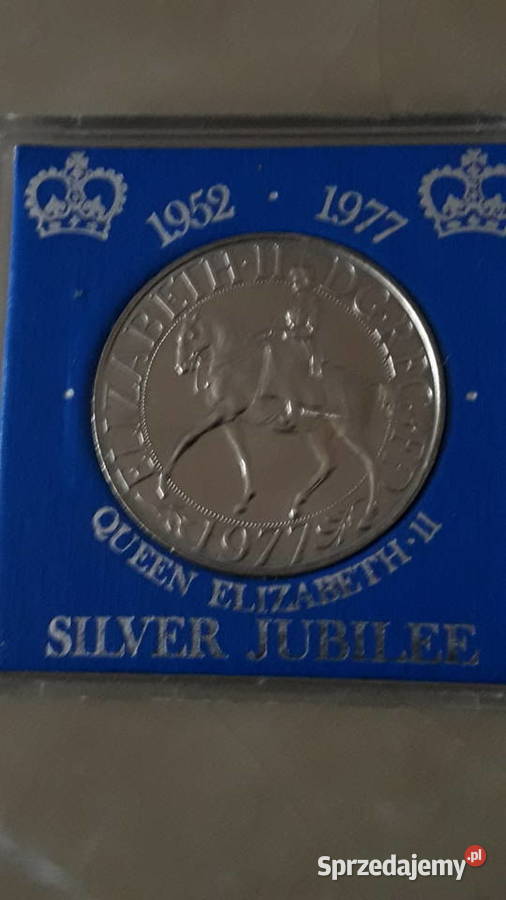 1952 · 1977
ELIZABETH·II D·G·REG·F·D
1977
QUEEN ELIZABETH·II
SILVER JUBILEE
Sprzedajemy.pl